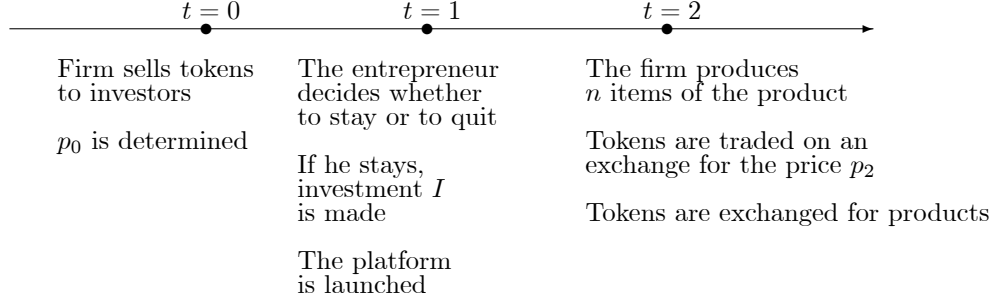 t = 0
t = 1
t = 2
Firm sells tokens
to investors
p₀ is determined
The entrepreneur
decides whether
to stay or to quit
If he stays,
investment I
is made
The platform
is launched
The firm produces
n items of the product
Tokens are traded on an
exchange for the price p₂
Tokens are exchanged for products